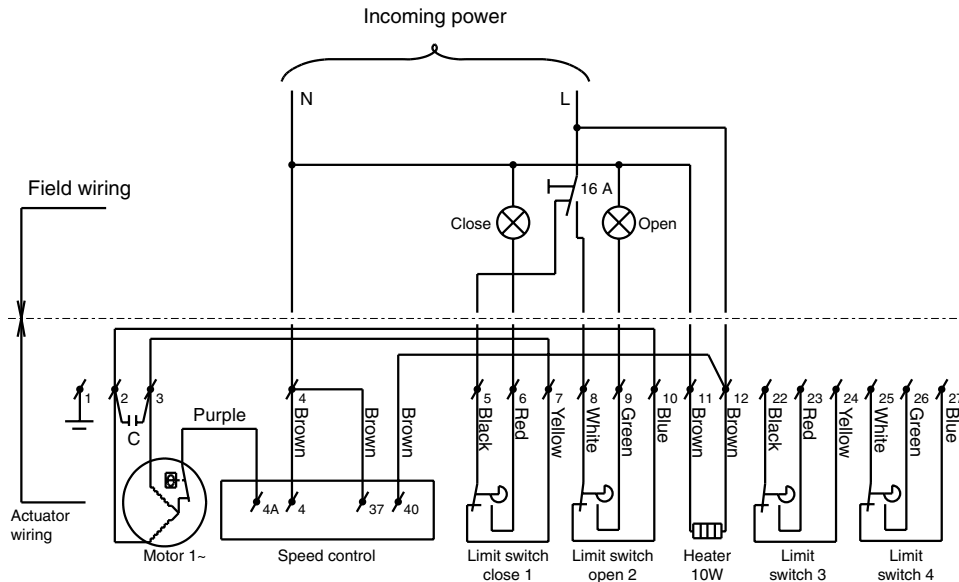 Incoming power
N
L
Field wiring
16 A
Close
Open
1
2
3
4
5
6
7
8
9
10
11
12
22
23
24
25
26
27
C
Purple
Brown
Brown
Brown
Black
Red
Yellow
White
Green
Blue
Brown
Brown
Black
Red
Yellow
White
Green
Blue
4A
4
37
40
Actuator
wiring
Motor 1~
Speed control
Limit switch
close 1
Limit switch
open 2
Heater
10W
Limit
switch 3
Limit
switch 4